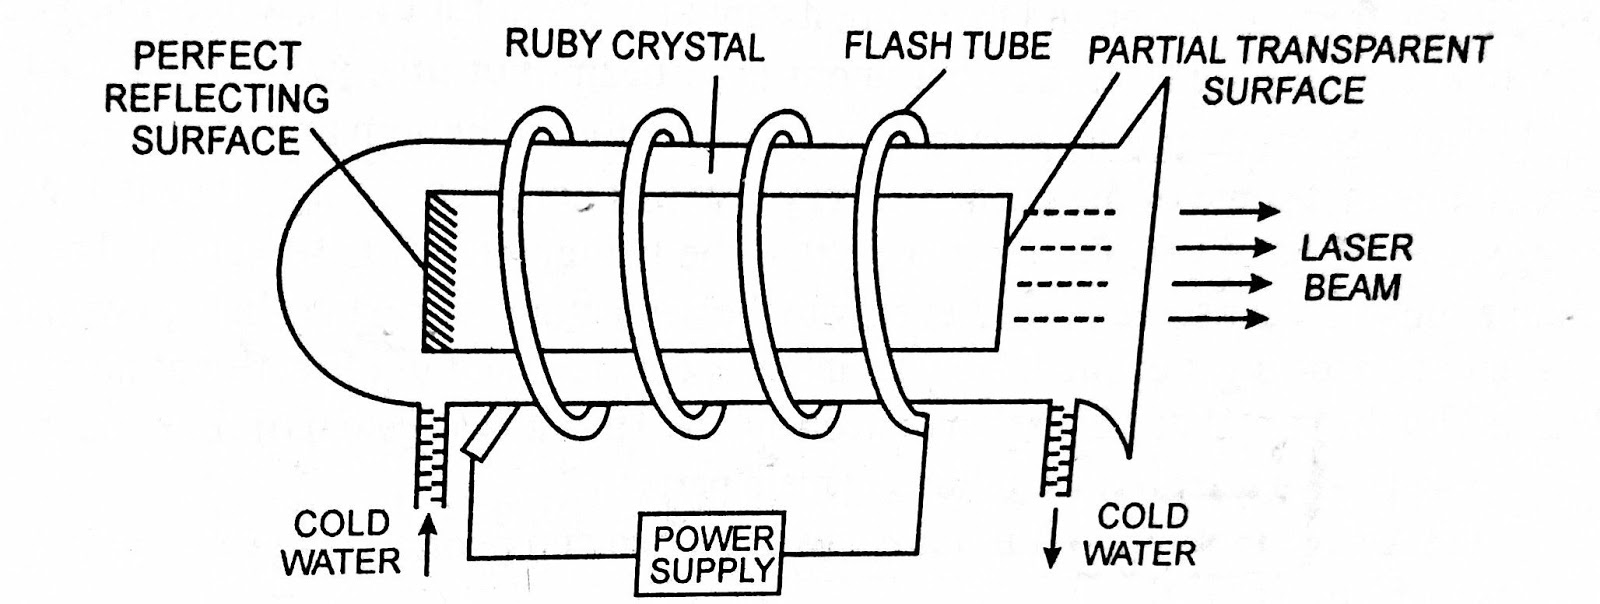 PERFECT
REFLECTING
SURFACE
RUBY CRYSTAL
FLASH TUBE
PARTIAL TRANSPARENT
SURFACE
LASER
BEAM
COLD
WATER
POWER
SUPPLY
COLD
WATER